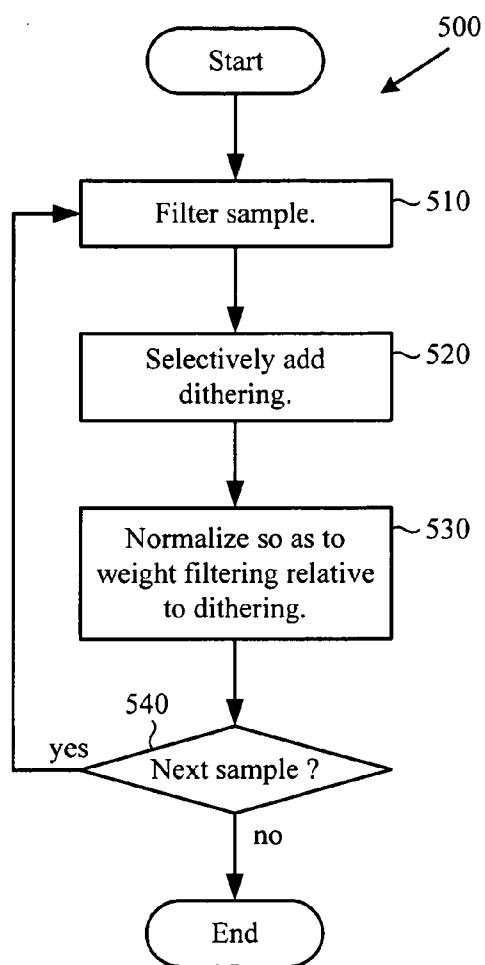 500
Start
Filter sample.
510
Selectively add
dithering.
520
Normalize so as to
weight filtering relative
to dithering.
530
540
yes
Next sample ?
no
End